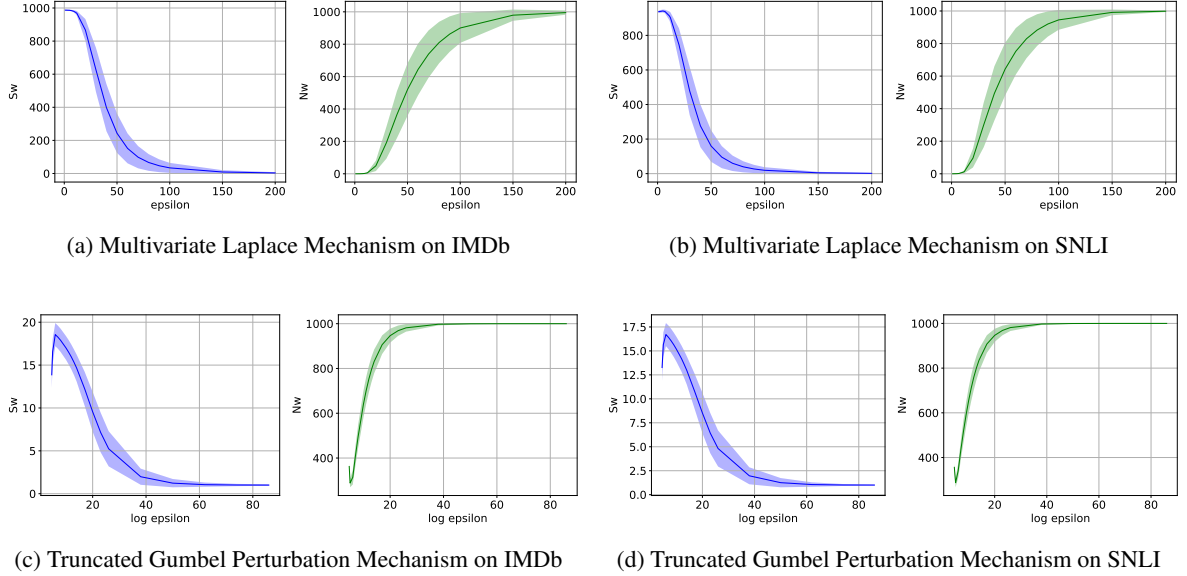 1000
800
600
400
200
0
Sw
0 50 100 150 200
epsilon
1000
800
600
400
200
0
Nw
0 50 100 150 200
epsilon
(a) Multivariate Laplace Mechanism on IMDb
800
600
400
200
0
Sw
0 50 100 150 200
epsilon
1000
800
600
400
200
0
Nw
0 50 100 150 200
epsilon
(b) Multivariate Laplace Mechanism on SNLI
20
15
10
5
0
Sw
20 40 60 80
log epsilon
1000
800
600
400
Nw
20 40 60 80
log epsilon
(c) Truncated Gumbel Perturbation Mechanism on IMDb
17.5
15.0
12.5
10.0
7.5
5.0
2.5
0.0
Sw
20 40 60 80
log epsilon
1000
800
600
400
Nw
20 40 60 80
log epsilon
(d) Truncated Gumbel Perturbation Mechanism on SNLI